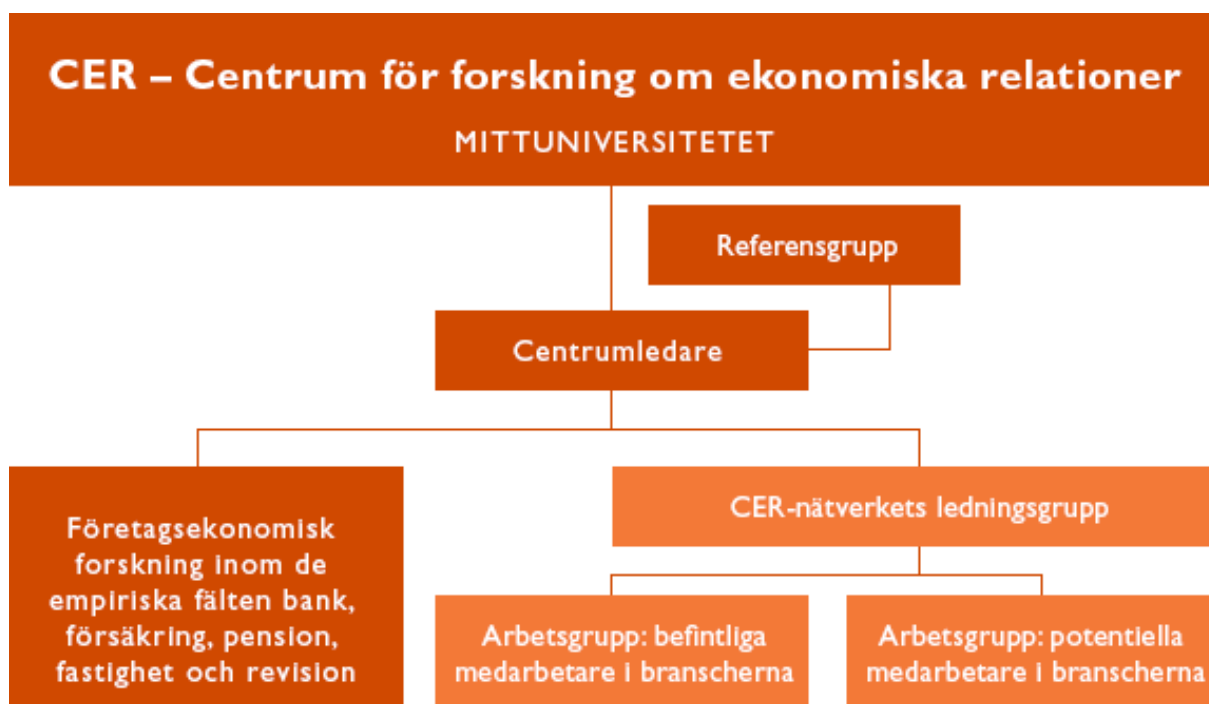 CER – Centrum för forskning om ekonomiska relationer
MITTUNIVERSITETET
Referensgrupp
Centrumledare
Företagsekonomisk
forskning inom de
empiriska fälten bank,
försäkring, pension,
fastighet och revision
CER-nätverkets ledningsgrupp
Arbetsgrupp: befintliga
medarbetare i branscherna
Arbetsgrupp: potentiella
medarbetare i branscherna